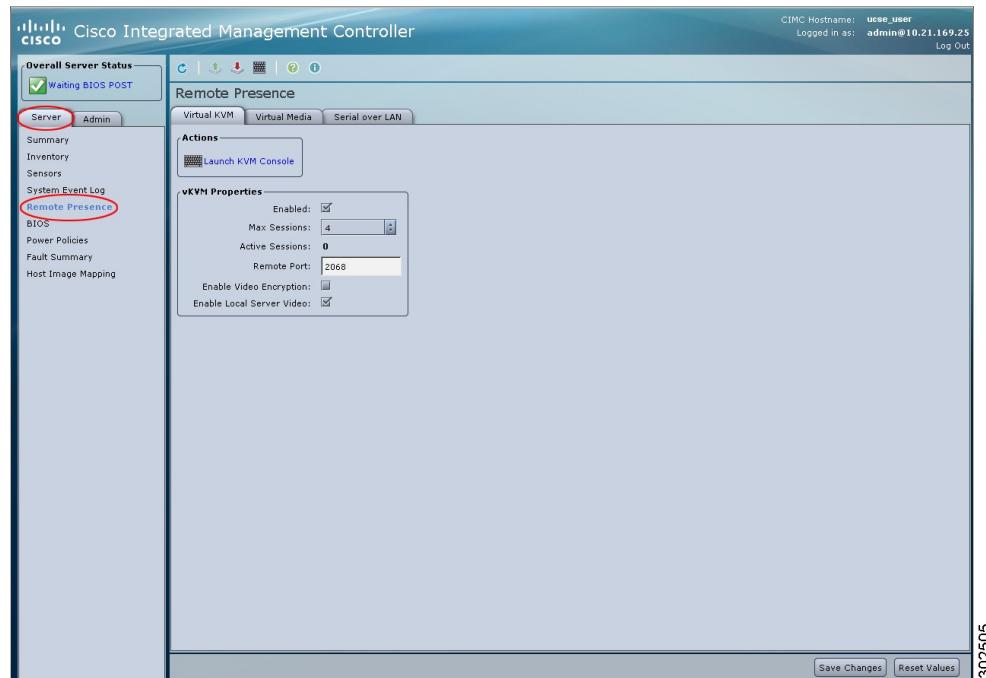 CISCO
Cisco Integrated Management Controller
CIMC Hostname: ucse_user
Logged in as: admin@10.21.169.25
Log Out
Overall Server Status
Waiting BIOS POST
Server Admin
Summary
Inventory
Sensors
System Event Log
Remote Presence
BIOS
Power Policies
Fault Summary
Host Image Mapping
Remote Presence
Virtual KVM Virtual Media Serial over LAN
Actions
Launch KVM Console
vKVM Properties
Enabled:
Max Sessions: 4
Active Sessions: 0
Remote Port: 2068
Enable Video Encryption:
Enable Local Server Video:
Save Changes Reset Values
302505